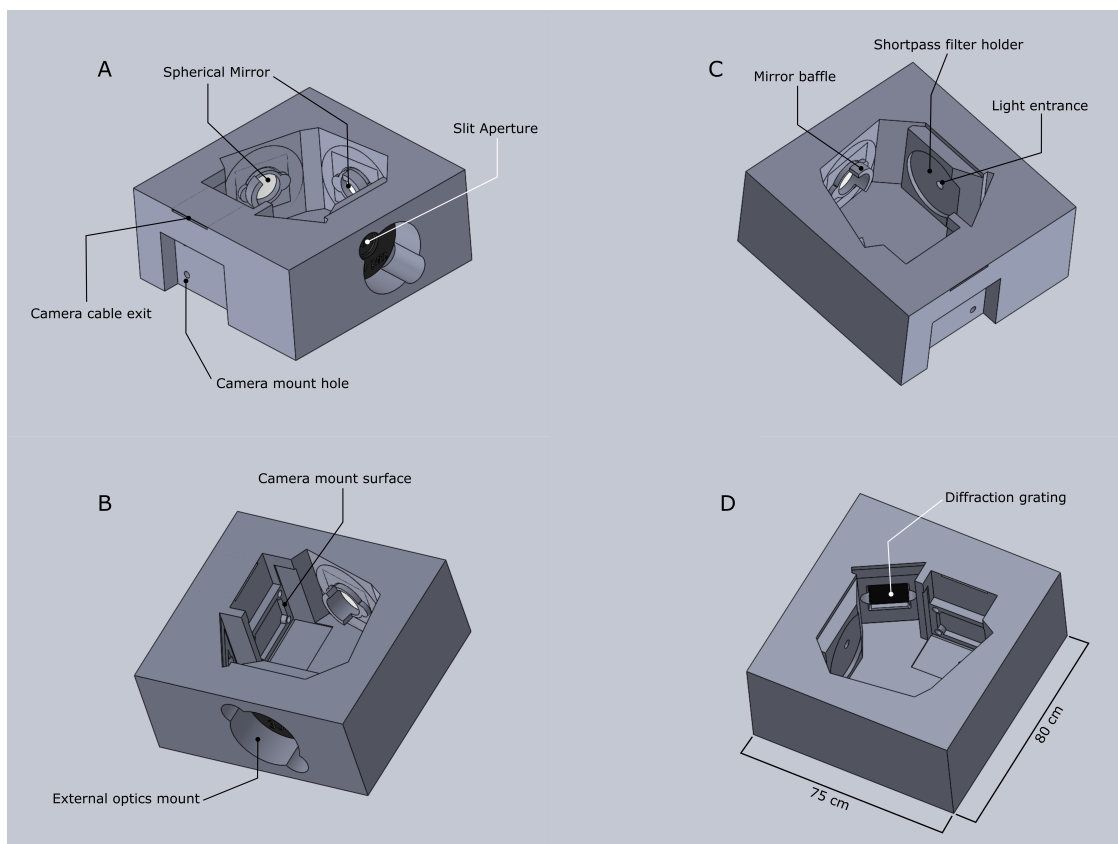 A
Spherical Mirror
Slit Aperture
Camera cable exit
Camera mount hole
C
Shortpass filter holder
Mirror baffle
Light entrance
B
Camera mount surface
External optics mount
D
Diffraction grating
80 cm
75 cm